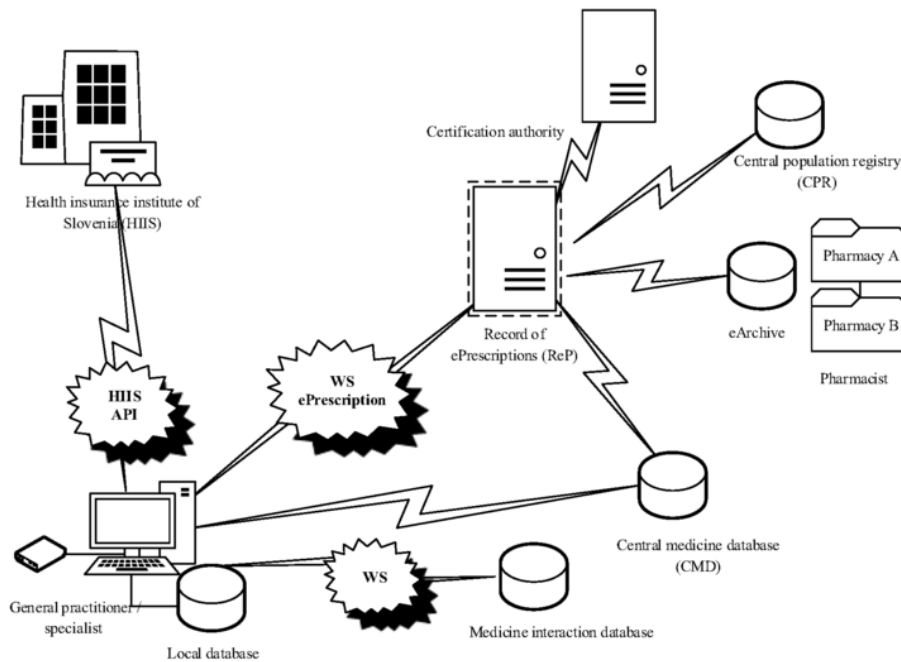 Certification authority
Central population registry
(CPR)
Health insurance institute of
Slovenia (HIIS)
Pharmacy A
Pharmacy B
eArchive
Pharmacist
Record of
ePrescriptions (ReP)
HIIS
API
WS
ePrescription
Central medicine database
(CMD)
WS
General practitioner /
specialist
Local database
Medicine interaction database